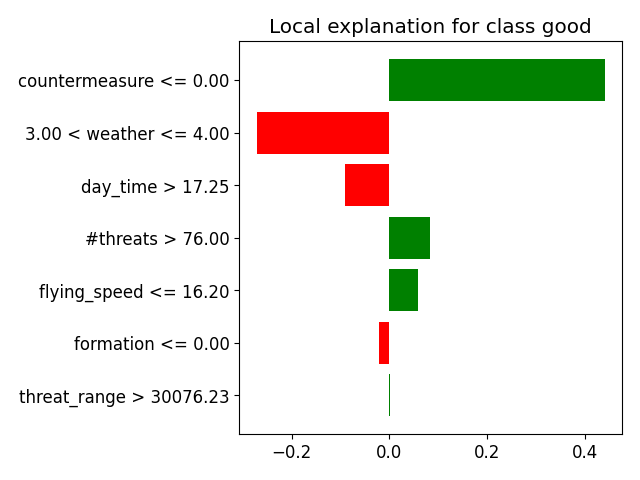 Local explanation for class good
countermeasure <= 0.00
3.00 < weather <= 4.00
day_time > 17.25
#threats > 76.00
flying_speed <= 16.20
formation <= 0.00
threat_range > 30076.23
−0.2 0.0 0.2 0.4